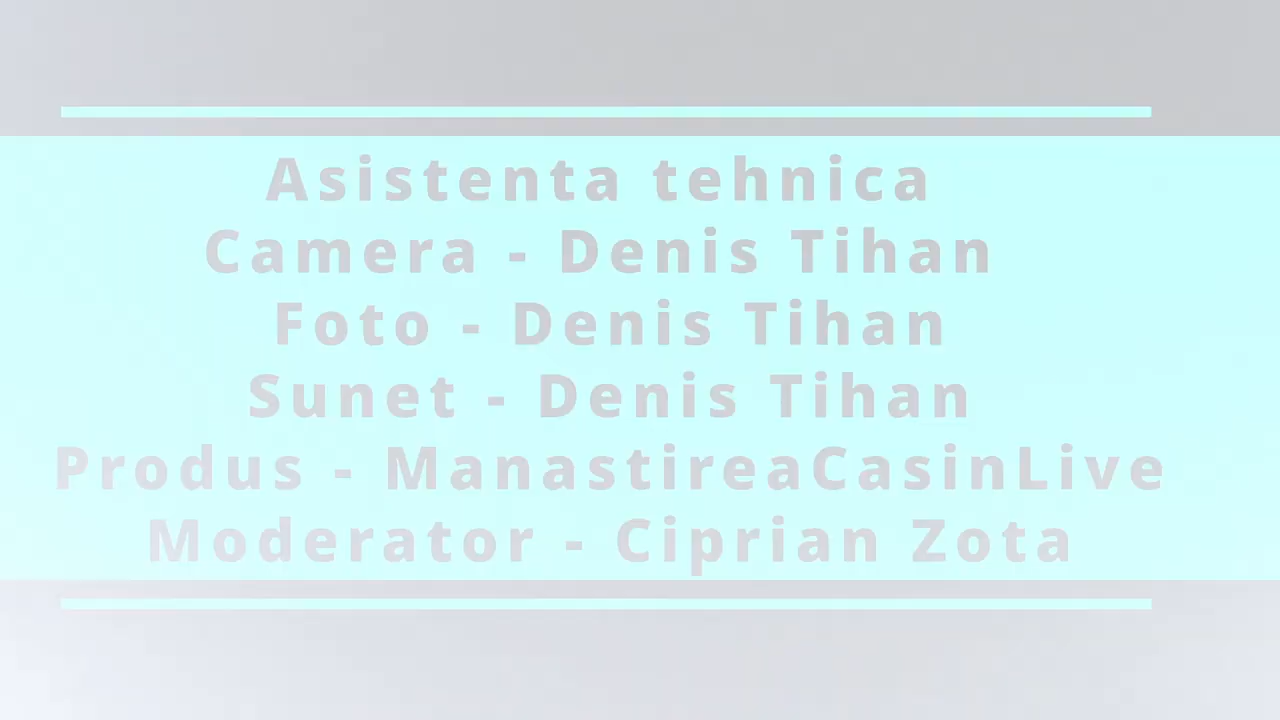 Asistenta tehnica
Camera - Denis Tihan
Foto - Denis Tihan
Sunet - Denis Tihan
Produs - ManastireaCasinLive
Moderator - Ciprian Zota